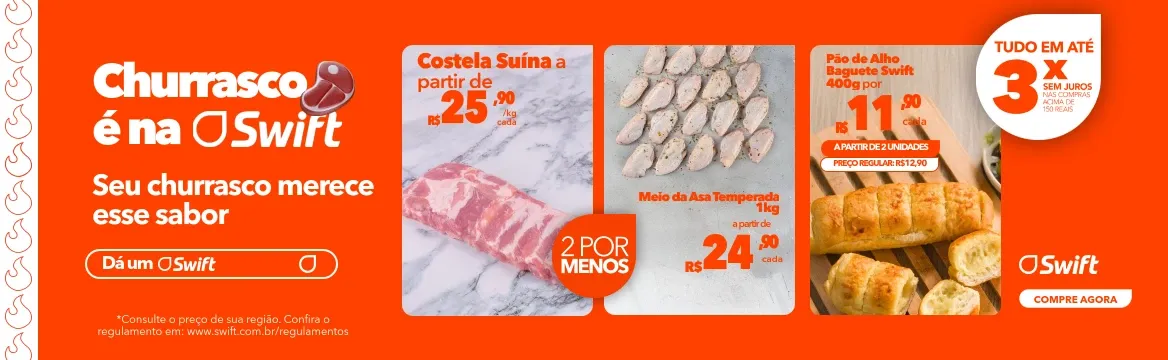 Churrasco
é na Swift
Seu churrasco merece
esse sabor
Dá um Swift
*Consulte o preço de sua região. Confira o
regulamento em: www.swift.com.br/regulamentos
Costela Suína a
partir de
R$25,90
/kg
cada
2 POR
MENOS
Meio da Asa Temperada
1kg
a partir de
R$24,90
cada
Pão de Alho
Baguete Swift
400g por
R$11,90
cada
A PARTIR DE 2 UNIDADES
PREÇO REGULAR: R$12,90
TUDO EM ATÉ
3X
SEM JUROS
NAS COMPRAS
ACIMA DE
150 REAIS
Swift
COMPRE AGORA